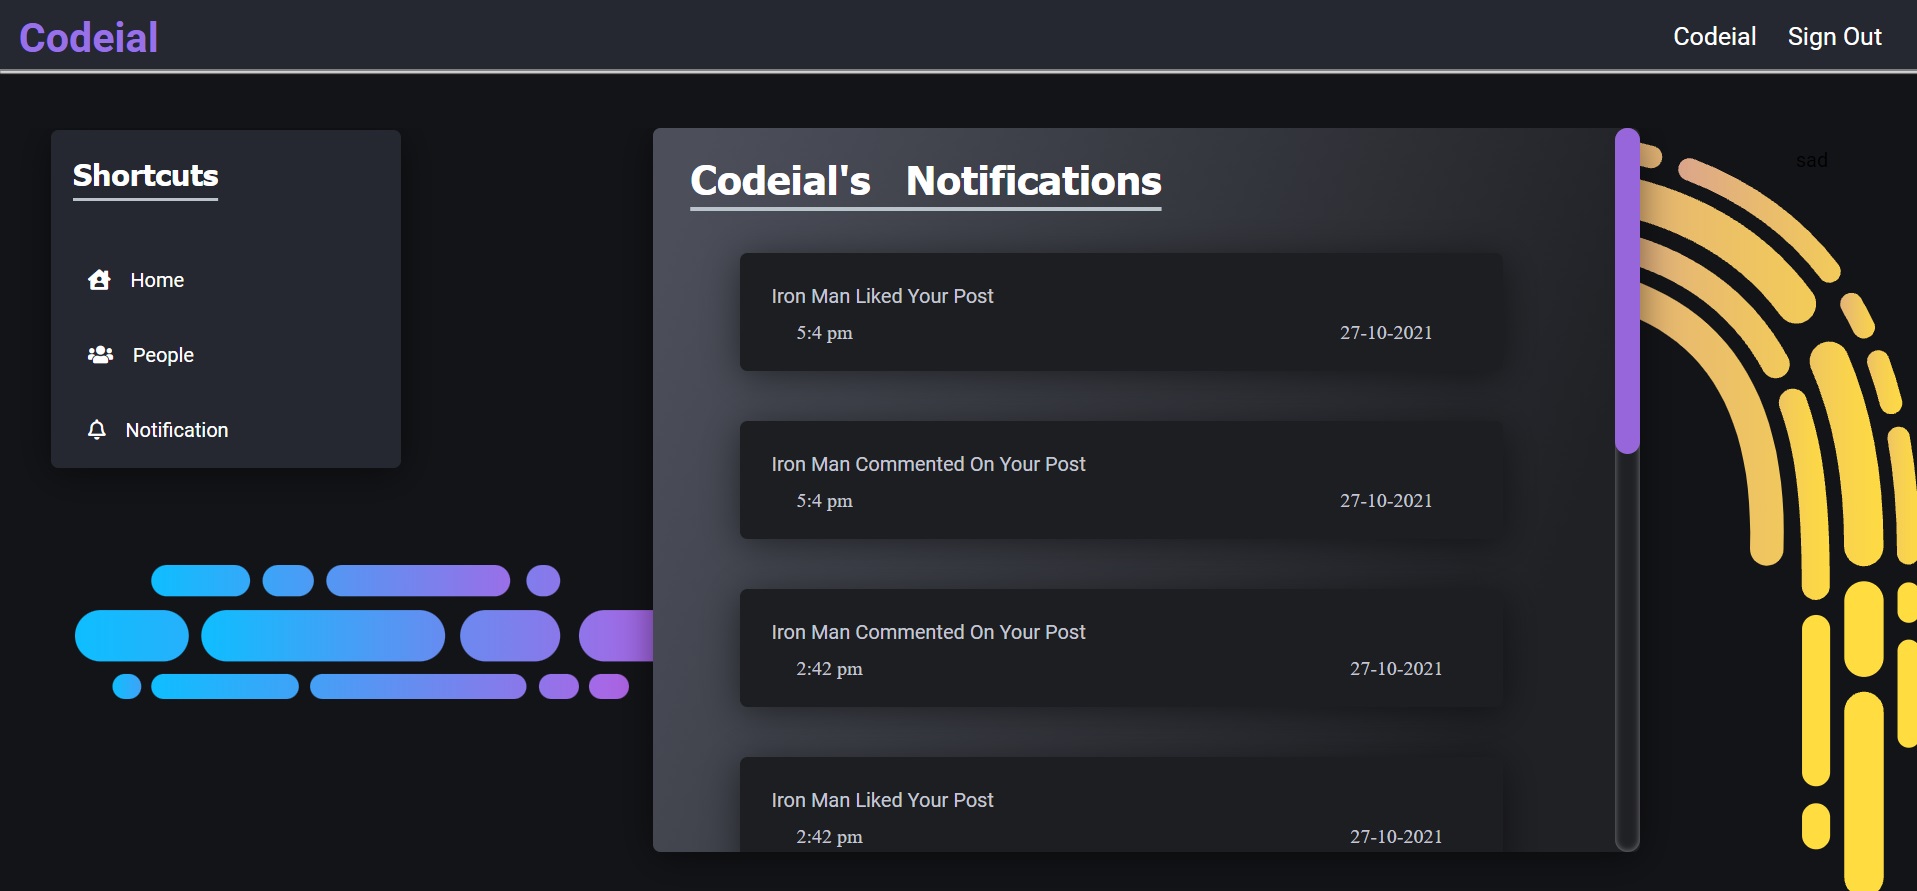 Codeial
Codeial Sign Out
Shortcuts
Home
People
Notification
Codeial's Notifications
Iron Man Liked Your Post
5:4 pm 27-10-2021
Iron Man Commented On Your Post
5:4 pm 27-10-2021
Iron Man Commented On Your Post
2:42 pm 27-10-2021
Iron Man Liked Your Post
2:42 pm 27-10-2021
sad